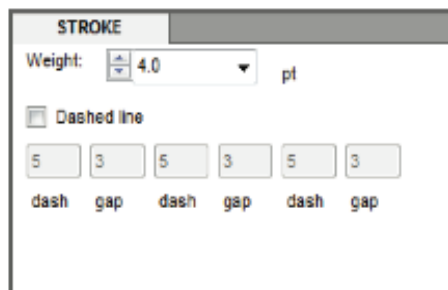 STROKE
Weight: 4.0 pt
Dashed line
5 3 5 3 5 3
dash gap dash gap dash gap